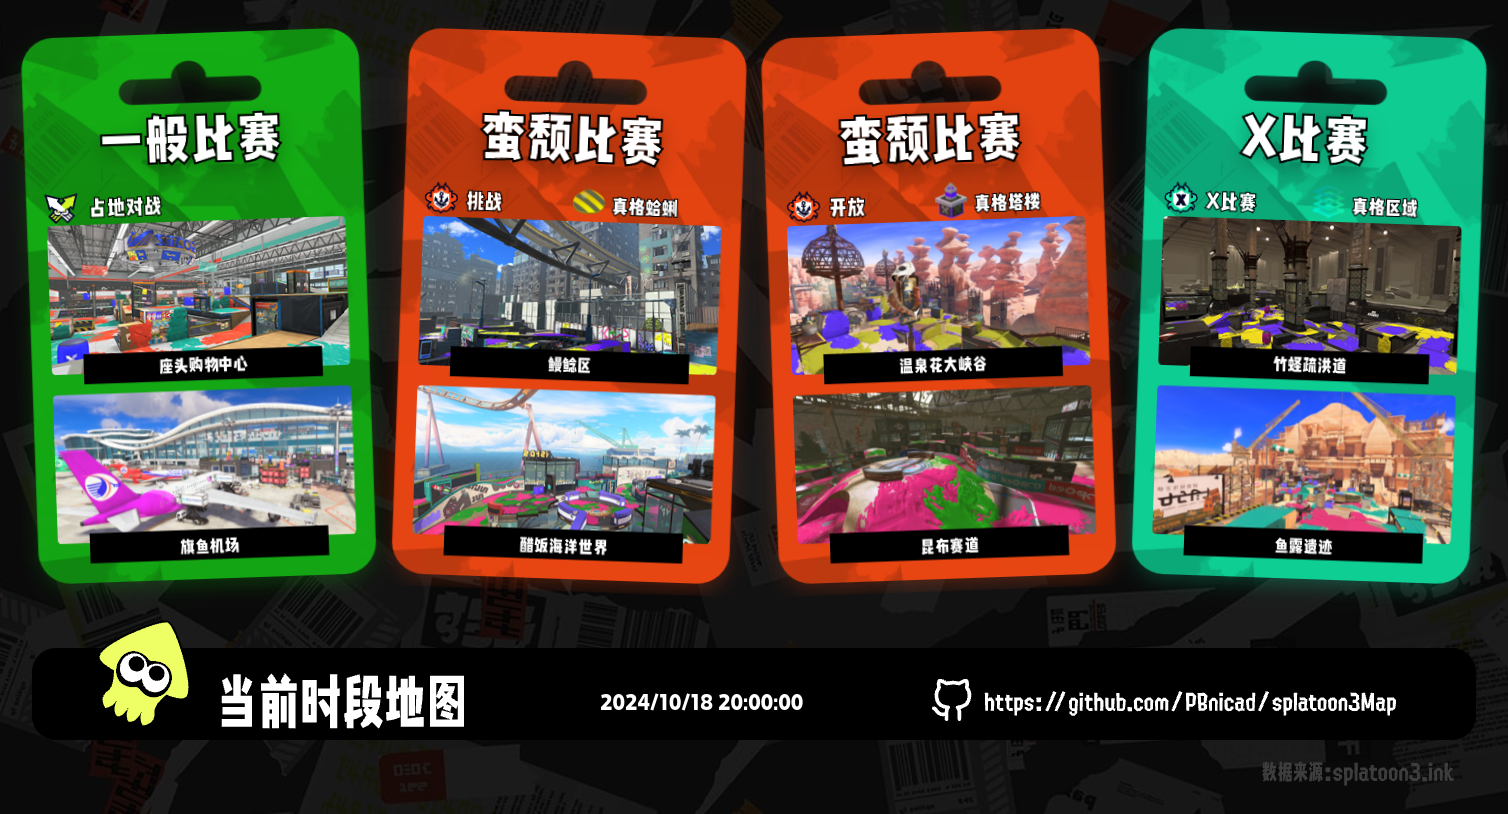 一般比赛
占地对战
座头购物中心
旗鱼机场
蛮颓比赛
挑战
真格蛤蜊
鳗鲶区
醋饭海洋世界
蛮颓比赛
开放
真格塔楼
温泉花大峡谷
昆布赛道
X比赛
X比赛
真格区域
竹蛏疏洪道
鱼露遗迹
当前时段地图
2024/10/18 20:00:00
https://github.com/PBnicad/splatoon3Map
数据来源:splatoon3.ink